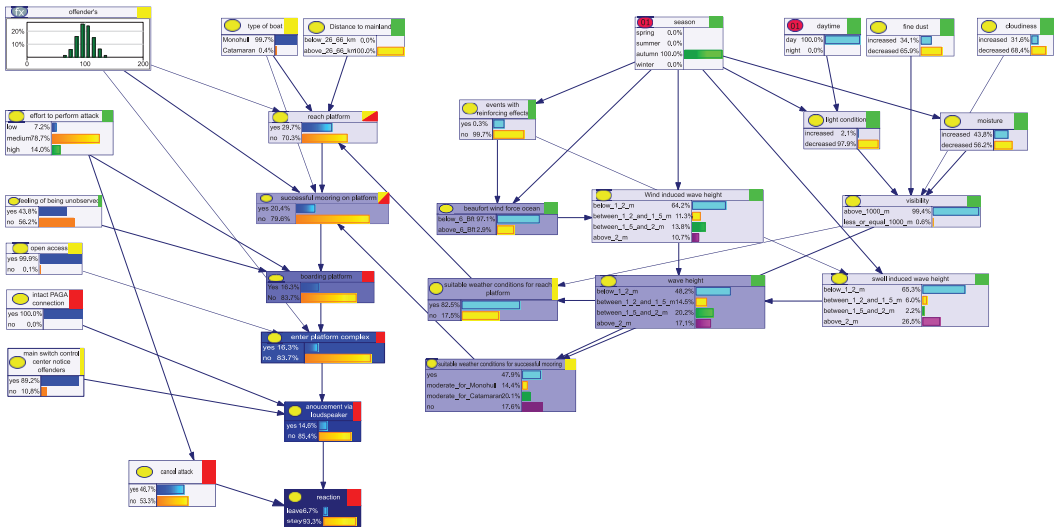 fx
offender's
20%
10%
0
100
200
type of boat
Monohull 99.7%
Catamaran 0,4%
Distance to mainland
below_26_66_km 0.0%
above_26_66_km100.0%
01
season
spring 0.0%
summer 0.0%
autumn 100.0%
winter 0.0%
01
daytime
day 100.0%
night 0,0%
fine dust
increased 34,1%
decreased 65.9%
cloudiness
increased 31,6%
decreased 68,4%
effort to perform attack
low 7.2%
medium78,7%
high 14.0%
reach platform
yes 29,7%
no 70.3%
events with
reinforcing effects
yes 0.3%
no 99.7%
light condition
increased 2,1%
decreased 97.9%
moisture
increased 43,8%
decreased 56.2%
feeling of being unobserved
yes 43,8%
no 56.2%
successful mooring on platform
yes 20,4%
no 79.6%
beaufort wind force ocean
below_6_Bft 97.1%
above_6_Bft 2.9%
Wind induced wave height
below_1_2_m 64,2%
between_1_2_and_1_5_m 11.3%
between_1_5_and_2_m 13.8%
above_2_m 10,7%
visibility
above_1000_m 99,4%
less_or_equal_1000_m 0.6%
open access
yes 99.9%
no 0,1%
boarding platform
Yes 16.3%
no 83.7%
suitable weather conditions for reach
platform
yes 82.5%
no 17.5%
wave height
below_1_2_m 48,2%
between_1_2_and_1_5_m14.5%
between_1_5_and_2_m 20.2%
above_2_m 17,1%
swell induced wave height
below_1_2_m 65,3%
between_1_2_and_1_5_m 6.0%
between_1_5_and_2_m 2.2%
above_2_m 26,5%
intact PAGA
connection
yes 100.0%
no 0,0%
enter platform complex
yes 16,3%
no 83.7%
main switch control
center notice
offenders
yes 89.2%
no 10,8%
suitable weather conditions for successful mooring
yes 47,9%
moderate_for_Monohull 14,4%
moderate_for_Catamaran20.1%
no 17,6%
anoucement via
loudspeaker
yes 14,6%
no 85,4%
cancel attack
yes 46,7%
no 53.3%
reaction
leave6.7%
stay93,3%